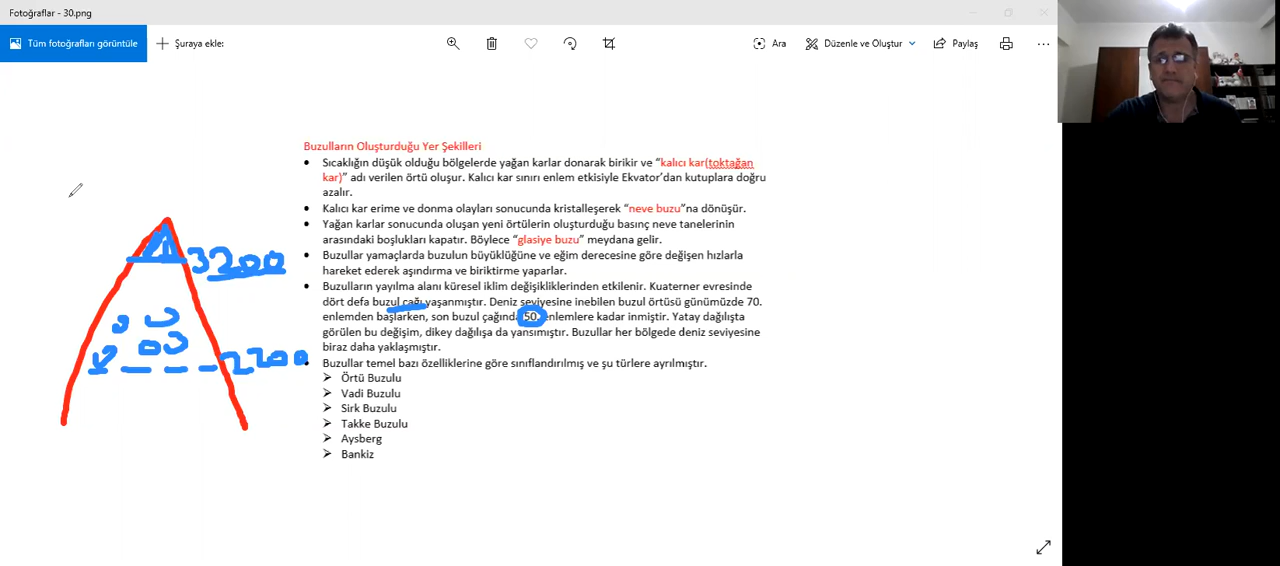 Fotoğraflar - 30.png
Tüm fotoğrafları görüntüle
Şuraya ekle:
Ara
Düzenle ve Oluştur
Paylaş
Buzulların Oluşturduğu Yer Şekilleri
• Sıcaklığın düşük olduğu bölgelerde yağan karlar donarak birikir ve “kalıcı kar(toktağan
kar)” adı verilen örtü oluşur. Kalıcı kar sınırı enlem etkisiyle Ekvator’dan kutuplara doğru
azalır.
• Kalıcı kar erime ve donma olayları sonucunda kristalleşerek “neve buzu”na dönüşür.
• Yağan karlar sonucunda oluşan yeni örtülerin oluşturduğu basınç neve tanelerinin
arasındaki boşlukları kapatır. Böylece “glasiye buzu” meydana gelir.
• Buzullar yamaçlarda buzulun büyüklüğüne ve eğim derecesine göre değişen hızlarla
hareket ederek aşındırma ve biriktirme yaparlar.
• Buzulların yayılma alanı küresel iklim değişikliklerinden etkilenir. Kuaterner evresinde
dört defa buzul çağı yaşanmıştır. Deniz seviyesine inebilen buzul örtüsü günümüzde 70.
enlemden başlarken, son buzul çağında 50. enlemlere kadar inmiştir. Yatay dağılışta
görülen bu değişim, dikey dağılışa da yansımıştır. Buzullar her bölgede deniz seviyesine
biraz daha yaklaşmıştır.
• Buzullar temel bazı özelliklerine göre sınıflandırılmış ve şu türlere ayrılmıştır.
➢ Örtü Buzulu
➢ Vadi Buzulu
➢ Sirk Buzulu
➢ Takke Buzulu
➢ Aysberg
➢ Bankiz
3200
2200